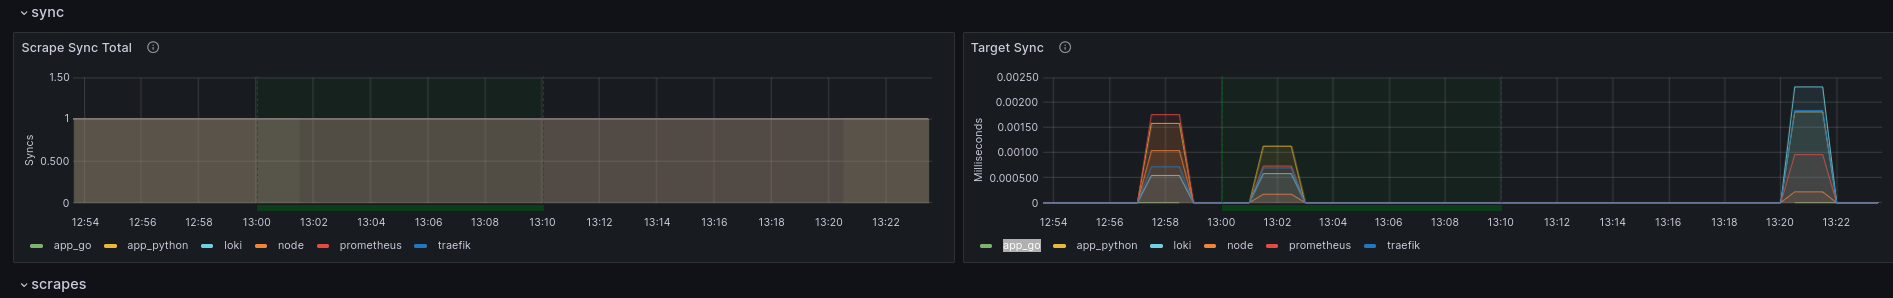 sync
Scrape Sync Total
Target Sync
Syncs
1.50
1
0.500
0
12:54 12:56 12:58 13:00 13:02 13:04 13:06 13:08 13:10 13:12 13:14 13:16 13:18 13:20 13:22
app_go app_python loki node prometheus traefik
Milliseconds
0.00250
0.00200
0.00150
0.00100
0.000500
0
12:54 12:56 12:58 13:00 13:02 13:04 13:06 13:08 13:10 13:12 13:14 13:16 13:18 13:20 13:22
app_go app_python loki node prometheus traefik
scrapes